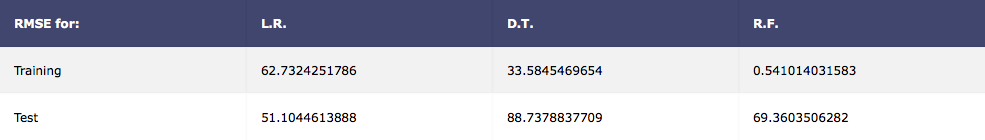 RMSE for: L.R. D.T. R.F.
Training 62.7324251786 33.5845469654 0.541014031583
Test 51.1044613888 88.7378837709 69.3603506282